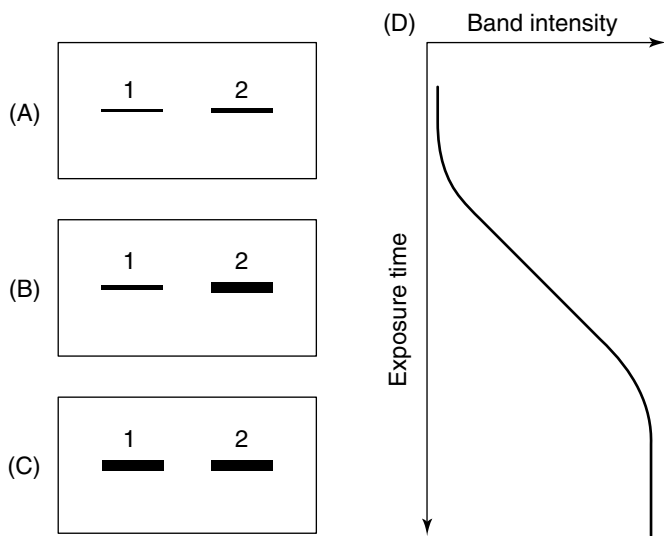 (A)
1 2
(B)
1 2
(C)
1 2
(D) Band intensity
Exposure time